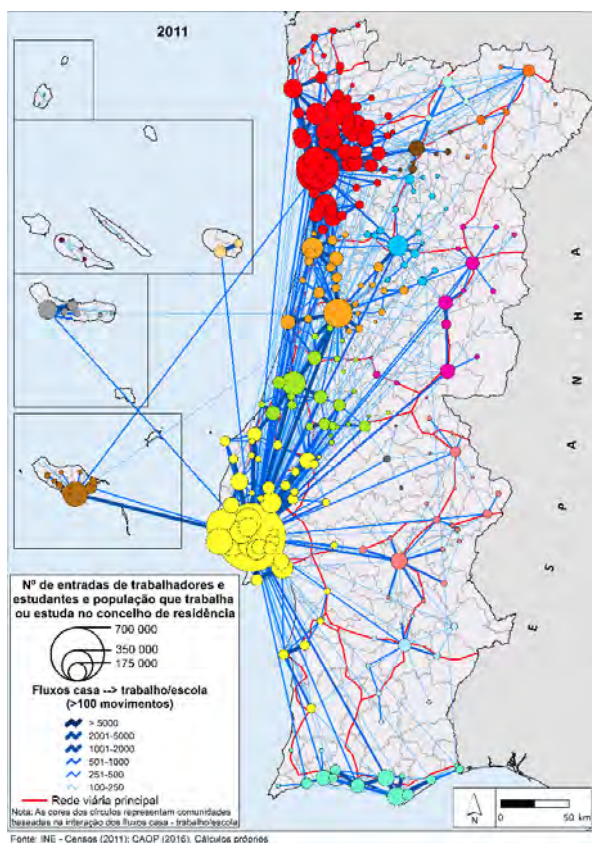 2011
E S P A N H A
Nº de entradas de trabalhadores e
estudantes e população que trabalha
ou estuda no concelho de residência
700 000
350 000
175 000
Fluxos casa --> trabalho/escola
(>100 movimentos)
> 5000
2001-5000
1001-2000
501-1000
251-500
100-250
Rede viária principal
Nota: As cores dos círculos representam comunidades
baseadas na interação dos fluxos casa - trabalho/escola
N
0 50 km
Fonte: INE - Censos (2011); CAOP (2016). Cálculos próprios